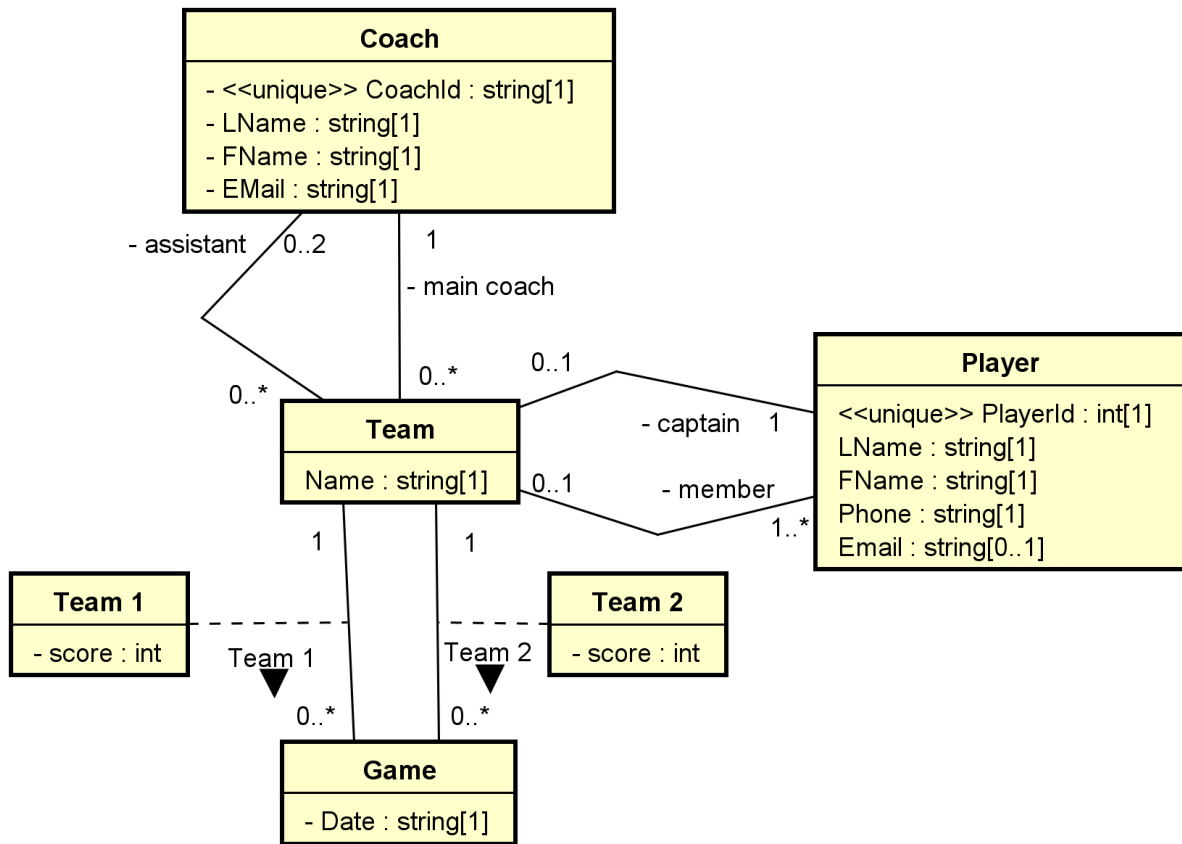 Coach
- <<unique>> CoachId : string[1]
- LName : string[1]
- FName : string[1]
- EMail : string[1]
- assistant
0..2
1
- main coach
0..*
0..*
Team
Name : string[1]
0..1
- captain
1
0..1
- member
1..*
Player
<<unique>> PlayerId : int[1]
LName : string[1]
FName : string[1]
Phone : string[1]
Email : string[0..1]
1
1
Team 1
- score : int
Team 1
Team 2
Team 2
- score : int
0..*
0..*
Game
- Date : string[1]